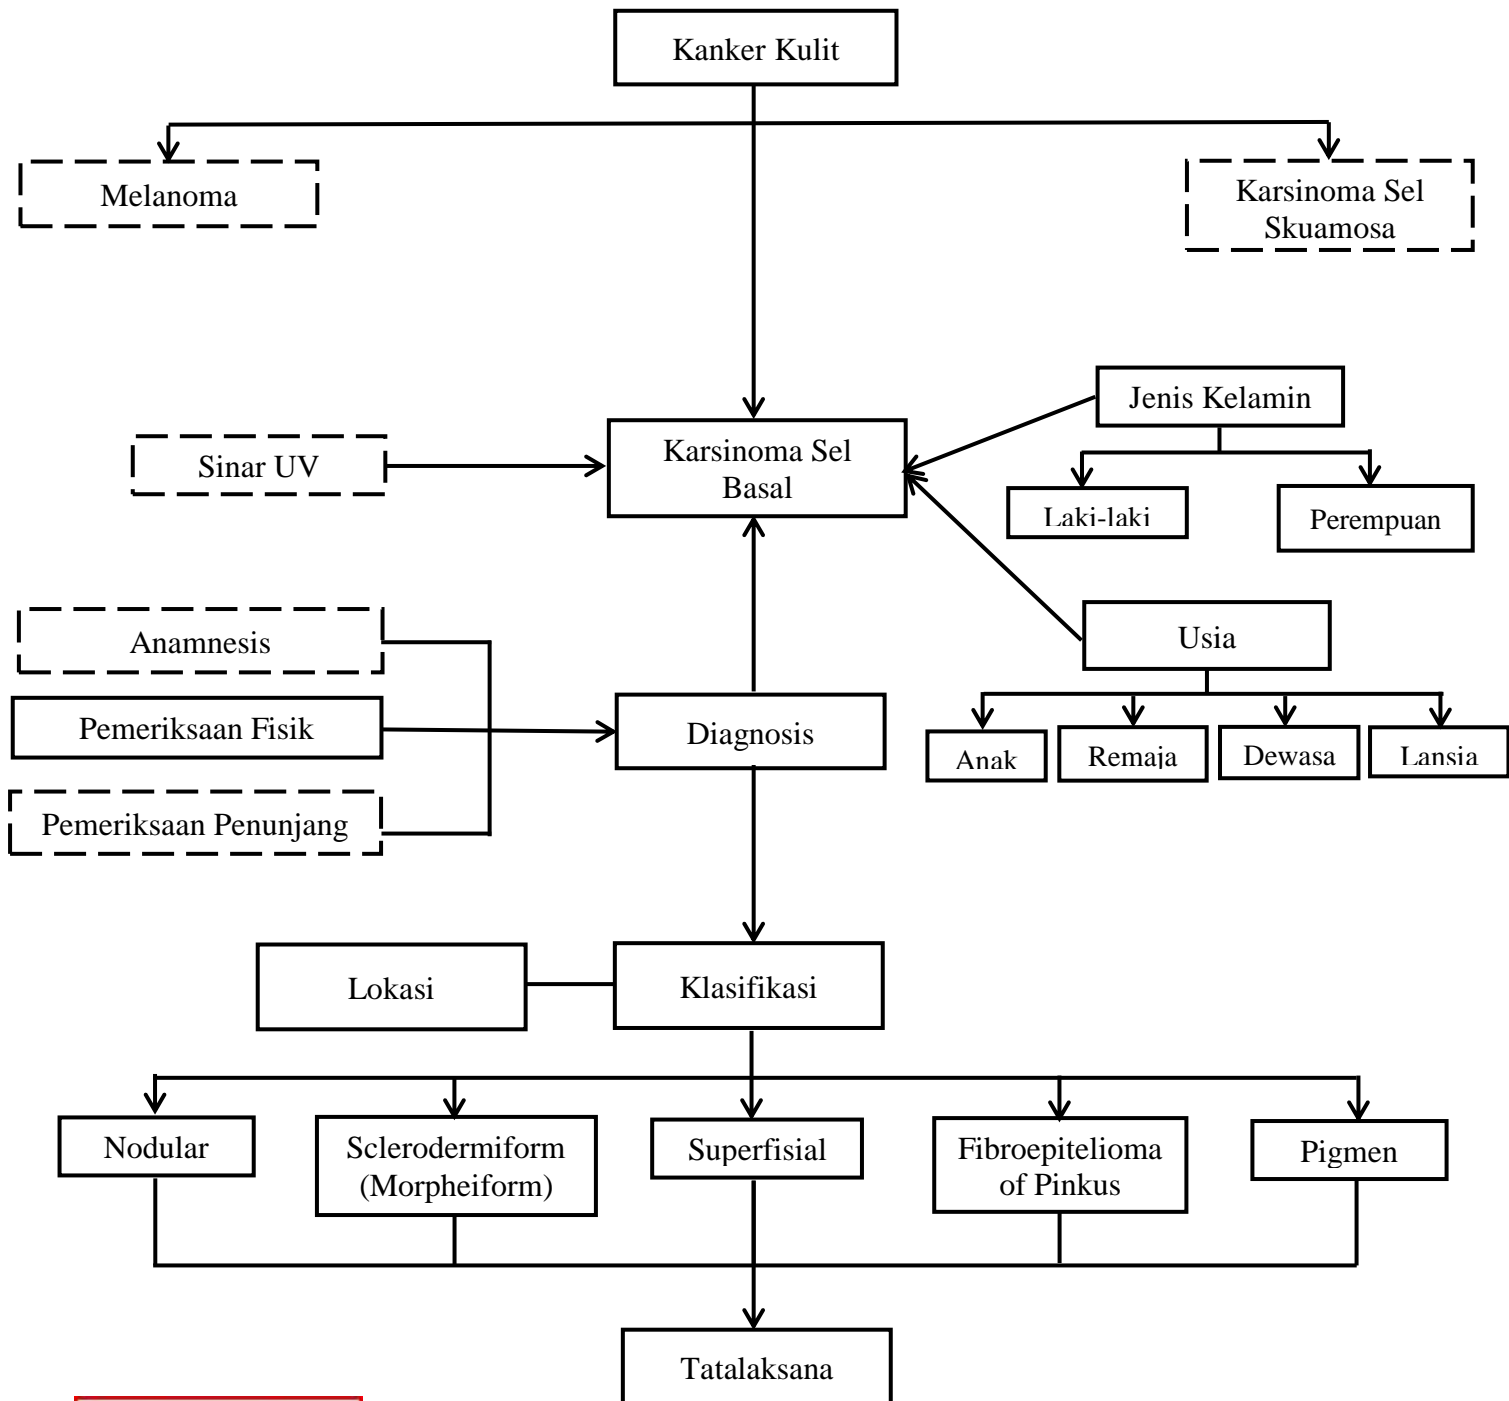 Kanker Kulit
Melanoma
Karsinoma Sel
Skuamosa
Jenis Kelamin
Sinar UV
Karsinoma Sel
Basal
Laki-laki
Perempuan
Anamnesis
Usia
Pemeriksaan Fisik
Diagnosis
Anak
Remaja
Dewasa
Lansia
Pemeriksaan Penunjang
Lokasi
Klasifikasi
Nodular
Sclerodermiform
(Morpheiform)
Superfisial
Fibroepitelioma
of Pinkus
Pigmen
Tatalaksana